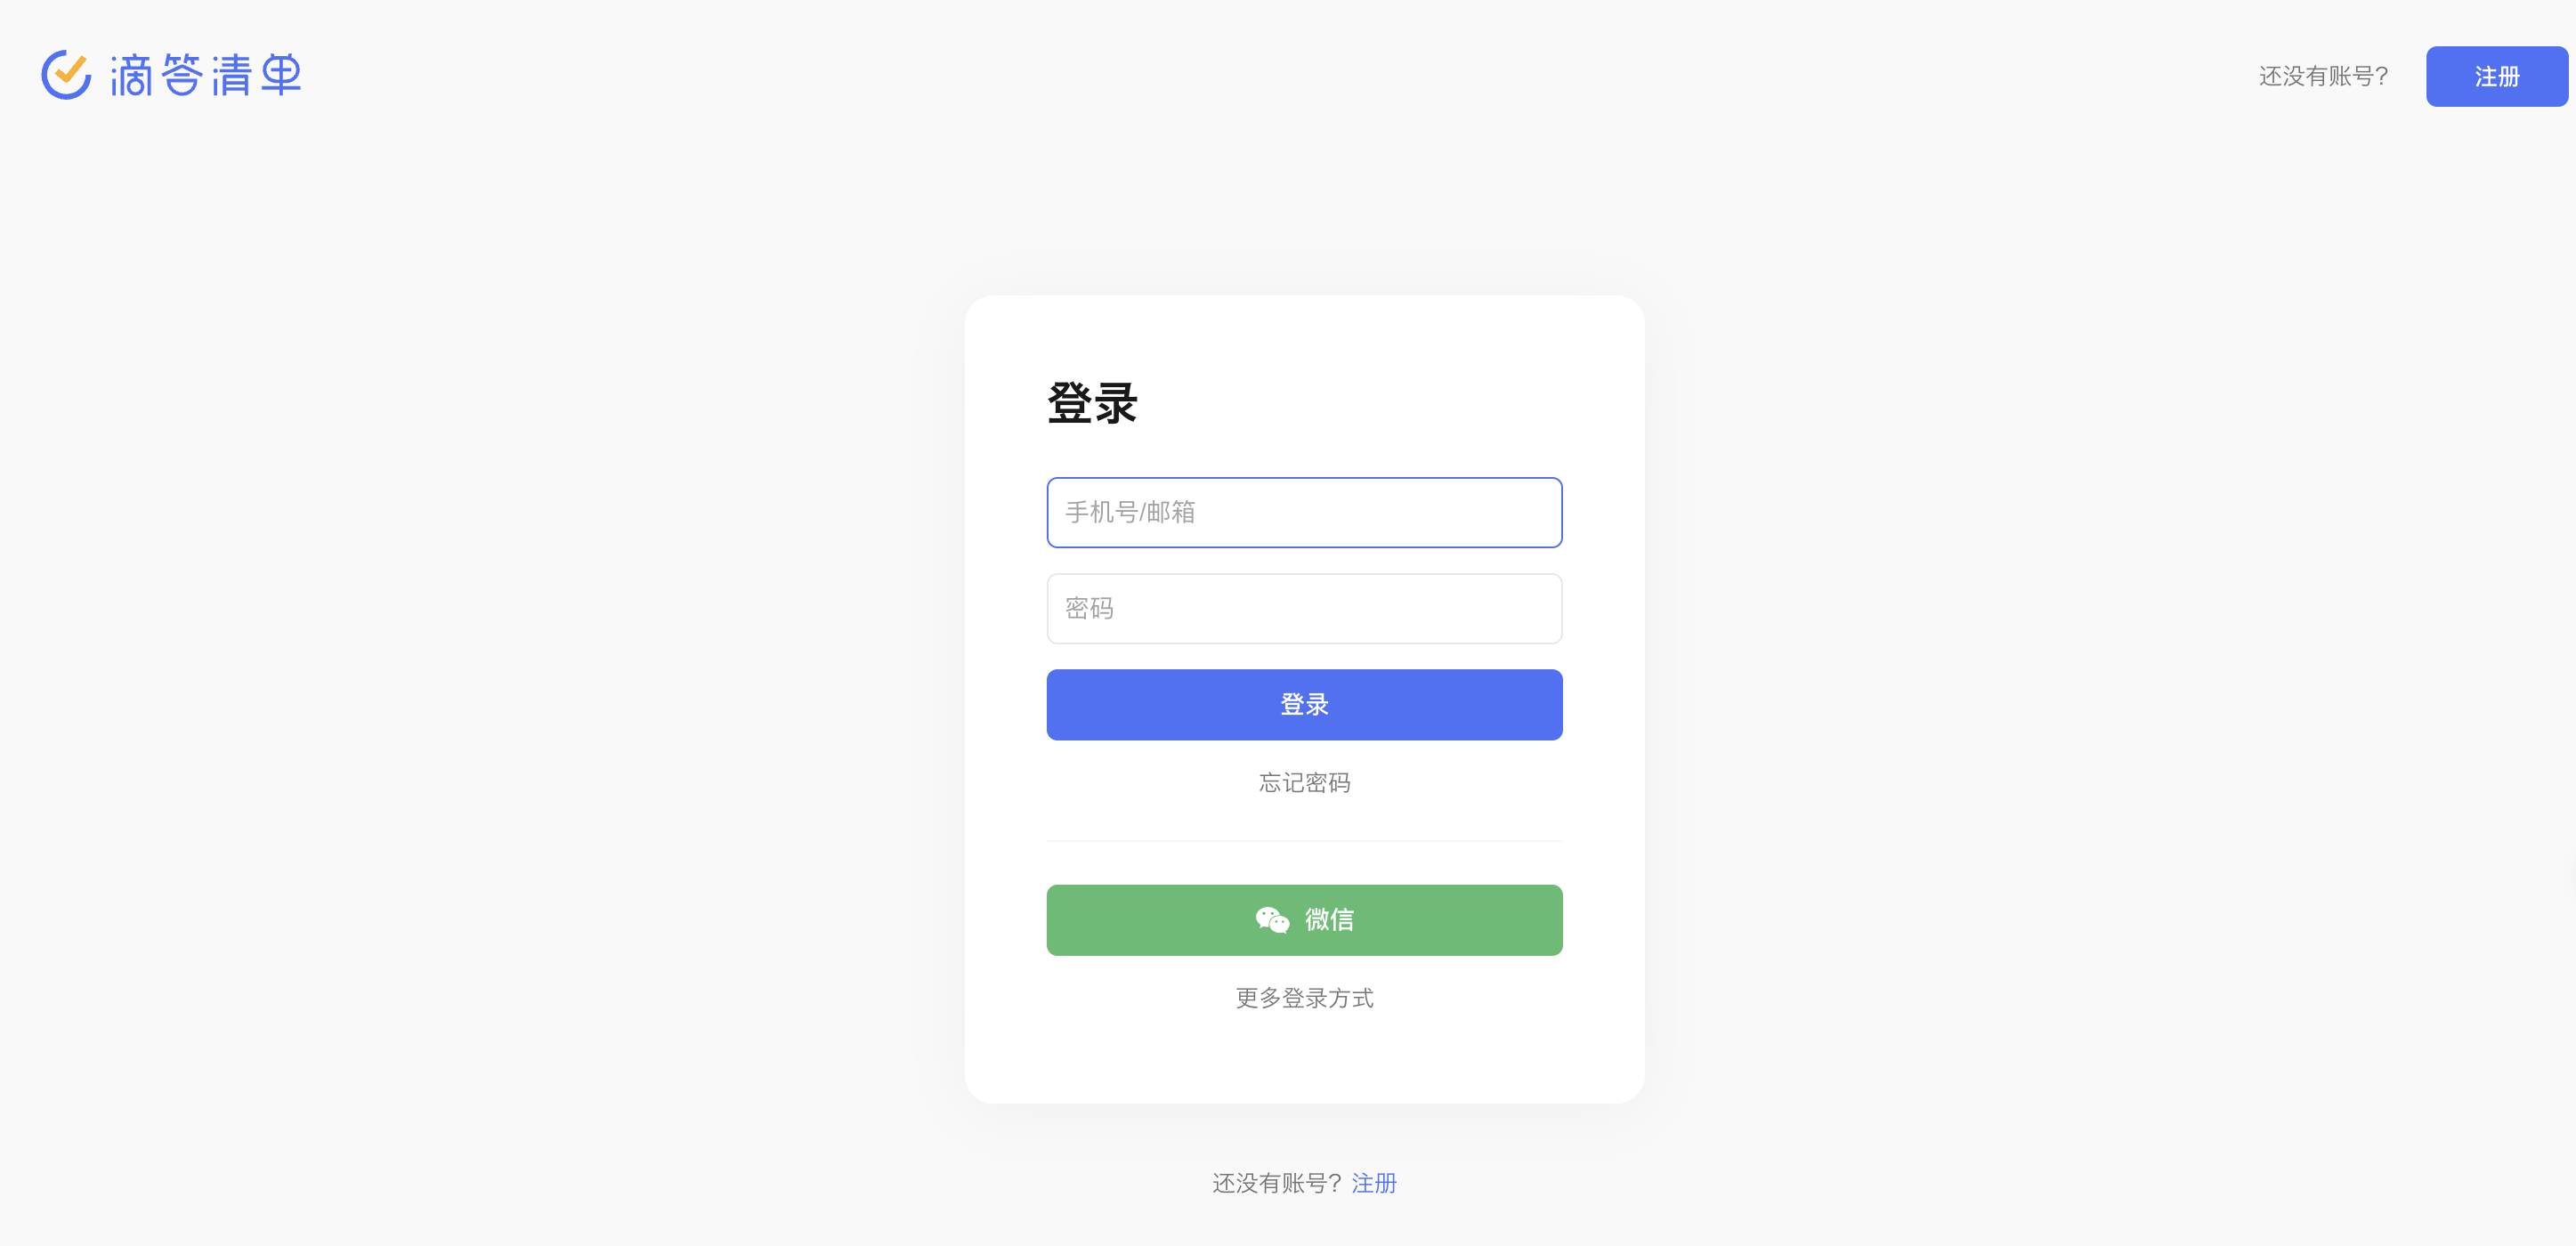 滴答清单
还没有账号?
注册
登录
手机号/邮箱
密码
登录
忘记密码
微信
更多登录方式
还没有账号? 注册